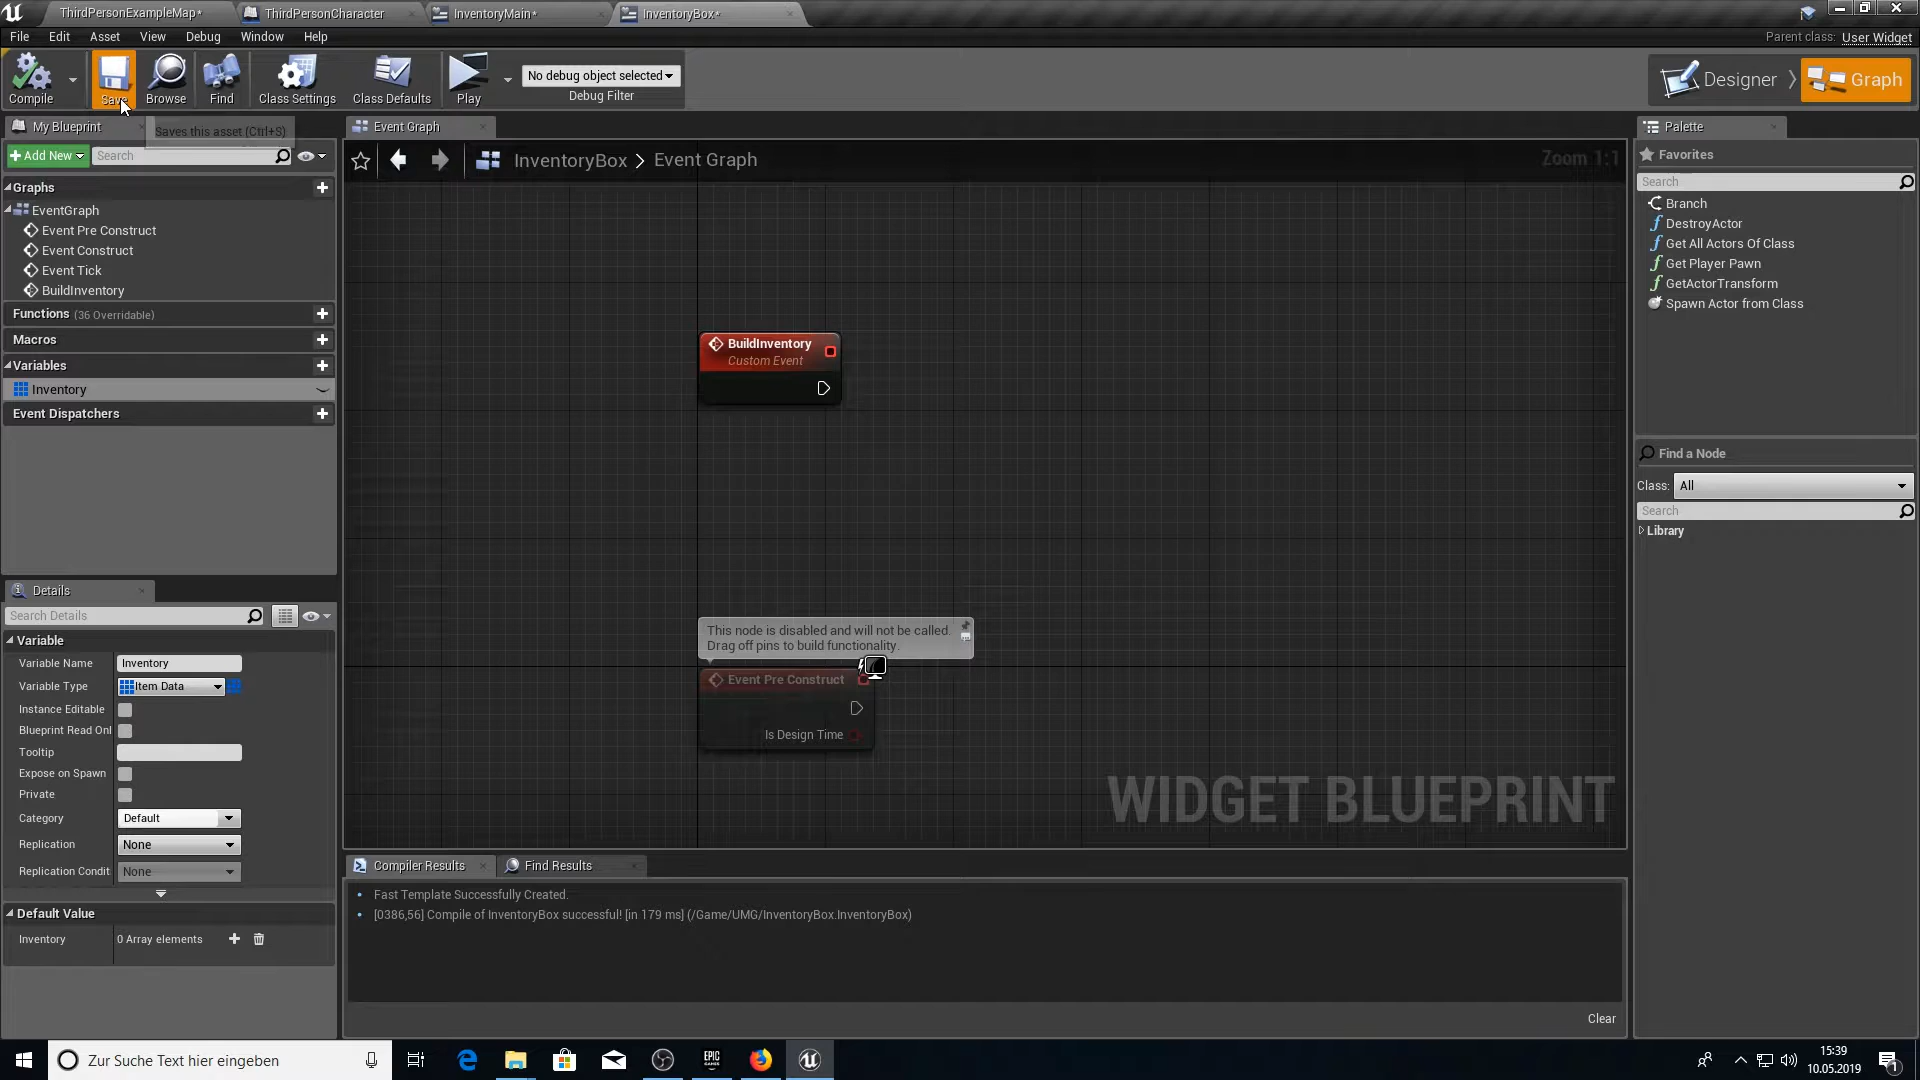 ThirdPersonExampleMap*
ThirdPersonCharacter
InventoryMain*
InventoryBox*
File Edit Asset View Window Debug Window Help
Parent class: User Widget
Compile
Save
Browse
Find
Class Settings
Class Defaults
Play
No debug object selected
Debug Filter
Designer
Graph
My Blueprint
Saves this asset (Ctrl+S)
Event Graph
Palette
Add New
Search
InventoryBox > Event Graph
Zoom 1:1
Favorites
Search
Graphs
EventGraph
Event Pre Construct
Event Construct
Event Tick
BuildInventory
Functions (36 Overridable)
Macros
Variables
Inventory
Event Dispatchers
Branch
DestroyActor
Get All Actors Of Class
Get Player Pawn
GetActorTransform
Spawn Actor from Class
BuildInventory
Custom Event
Find a Node
Class: All
Search
Library
Details
Search Details
Variable
Variable Name Inventory
Variable Type Item Data
Instance Editable
Blueprint Read Onl
Tooltip
Expose on Spawn
Private
Category Default
Replication None
Replication Condit None
Default Value
Inventory 0 Array elements
This node is disabled and will not be called.
Drag off pins to build functionality.
Event Pre Construct
Is Design Time
WIDGET BLUEPRINT
Compiler Results
Find Results
Fast Template Successfully Created.
[0386,56] Compile of InventoryBox successful! [in 179 ms] (/Game/UMG/InventoryBox.InventoryBox)
Clear
Zur Suche Text hier eingeben
EPIC
GAMES
15:39
10.05.2019
1